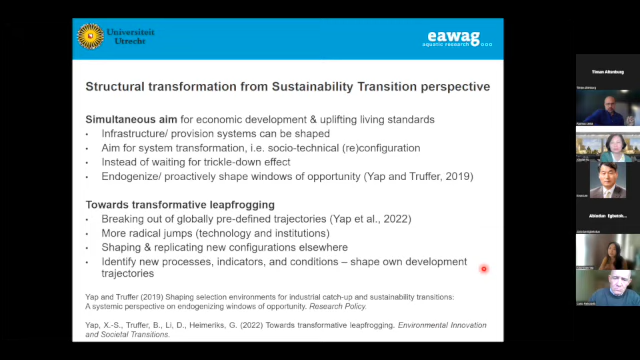 Universiteit
Utrecht
eawag
aquatic research
Structural transformation from Sustainability Transition perspective
Simultaneous aim for economic development & uplifting living standards
• Infrastructure/ provision systems can be shaped
• Aim for system transformation, i.e. socio-technical (re)configuration
• Instead of waiting for trickle-down effect
• Endogenize/ proactively shape windows of opportunity (Yap and Truffer, 2019)
Towards transformative leapfrogging
• Breaking out of globally pre-defined trajectories (Yap et al., 2022)
• More radical jumps (technology and institutions)
• Shaping & replicating new configurations elsewhere
• Identify new processes, indicators, and conditions – shape own development
trajectories
Yap and Truffer (2019) Shaping selection environments for industrial catch-up and sustainability transitions:
A systemic perspective on endogenizing windows of opportunity. Research Policy.
Yap, X.-S., Truffer, B., Li, D., Heimeriks, G. (2022) Towards transformative leapfrogging. Environmental Innovation
and Societal Transitions.
Tilman Altenburg